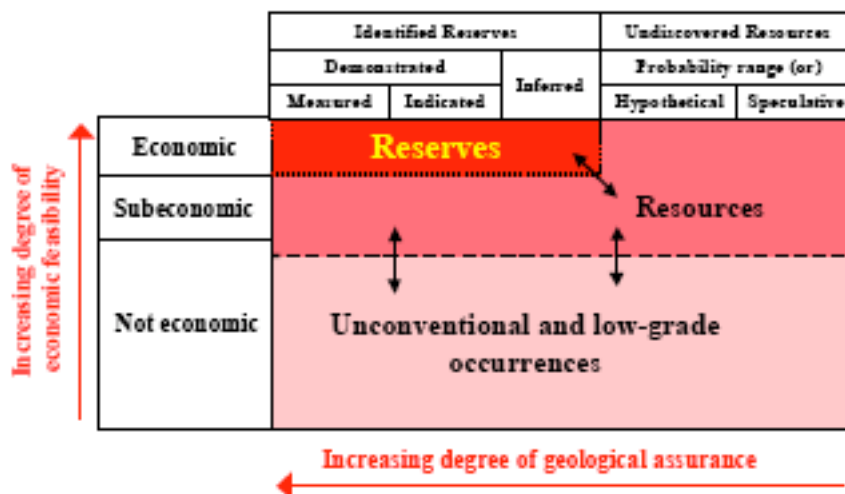 Identified Reserves
Undiscovered Resources
Demonstrated
Inferred
Probability range (or)
Measured
Indicated
Hypothetical
Speculative
Economic
Reserves
Subeconomic
Resources
Not economic
Unconventional and low-grade
occurrences
Increasing degree of
economic feasibility
Increasing degree of geological assurance